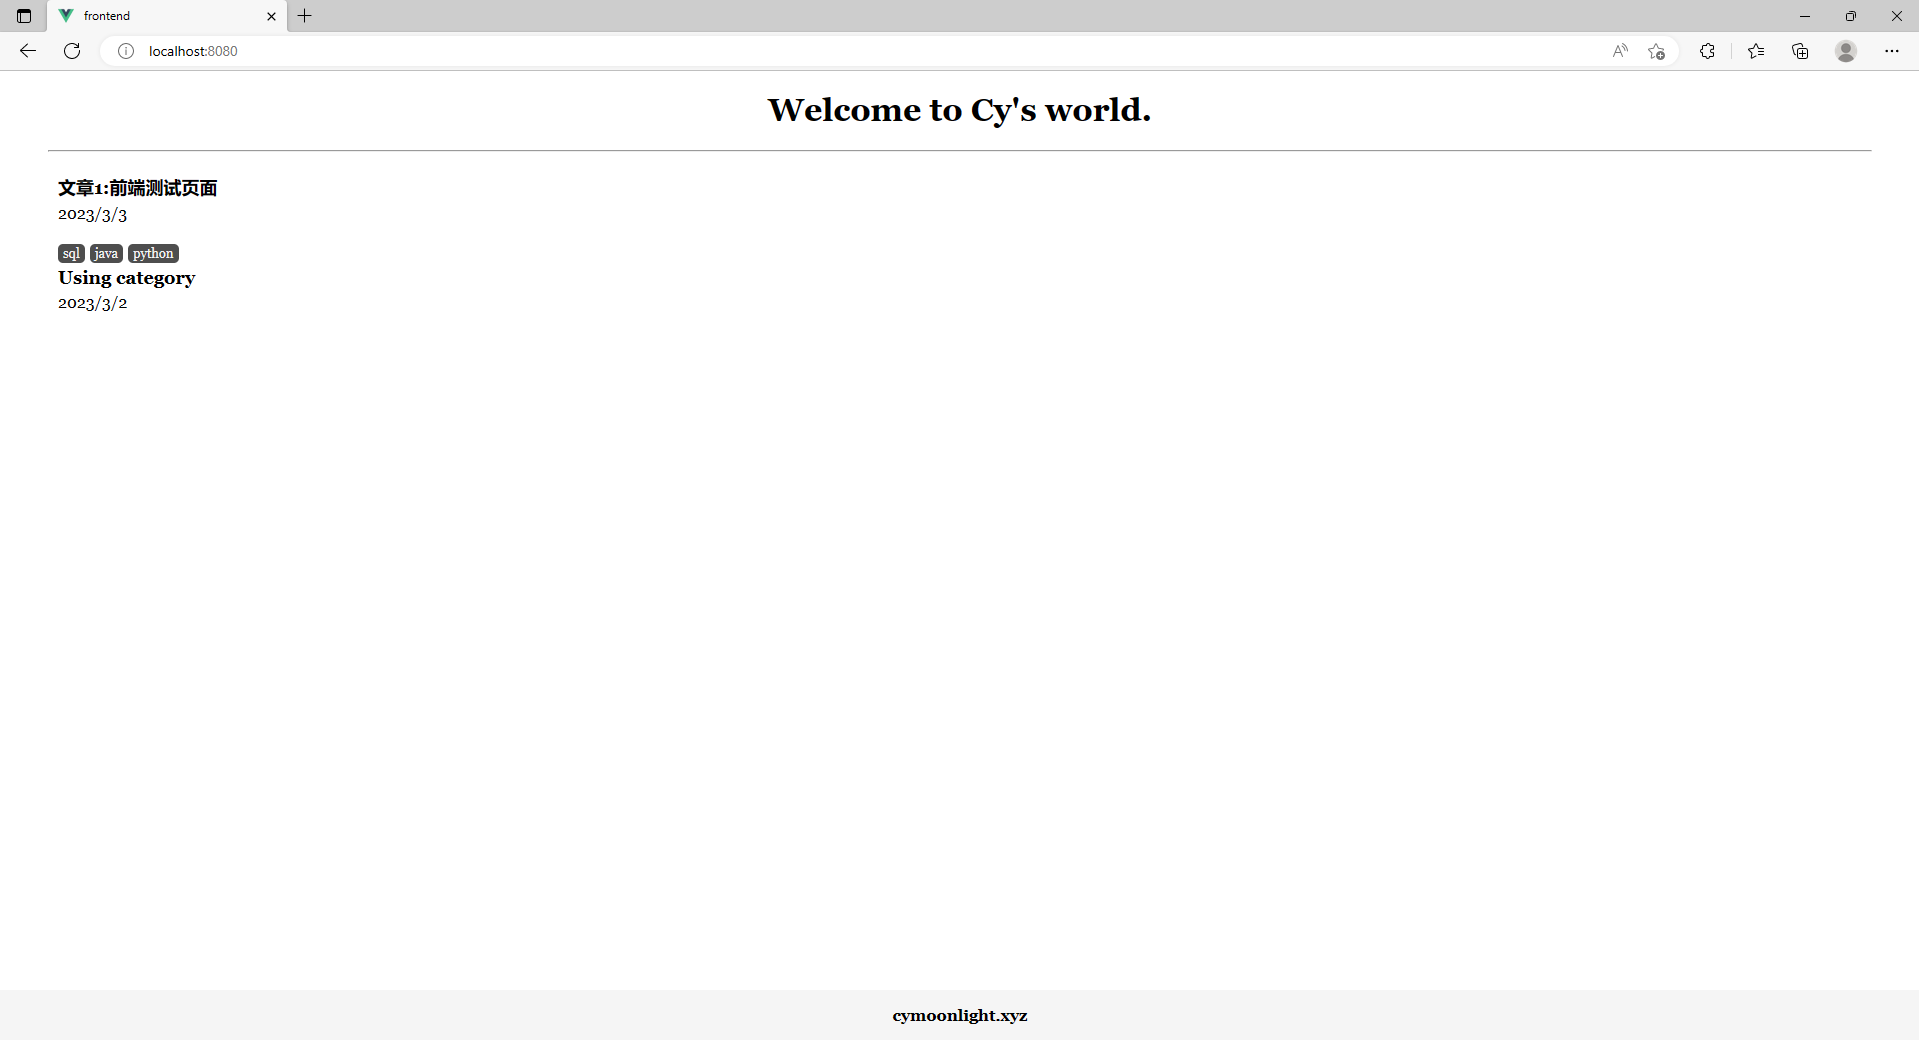 frontend
localhost:8080
Welcome to Cy's world.
文章1:前端测试页面
2023/3/3
sql java python
Using category
2023/3/2
cymoonlight.xyz